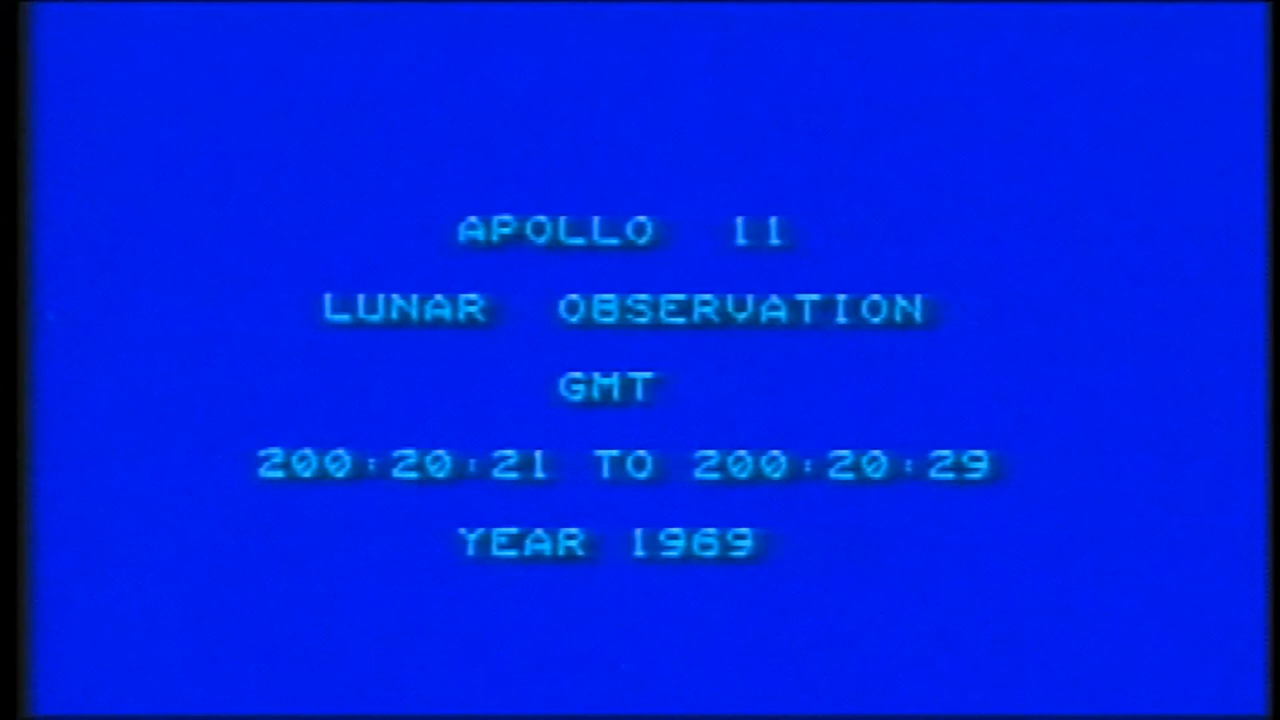 APOLLO 11
LUNAR OBSERVATION
GMT
200:20:21 TO 200:20:29
YEAR 1969